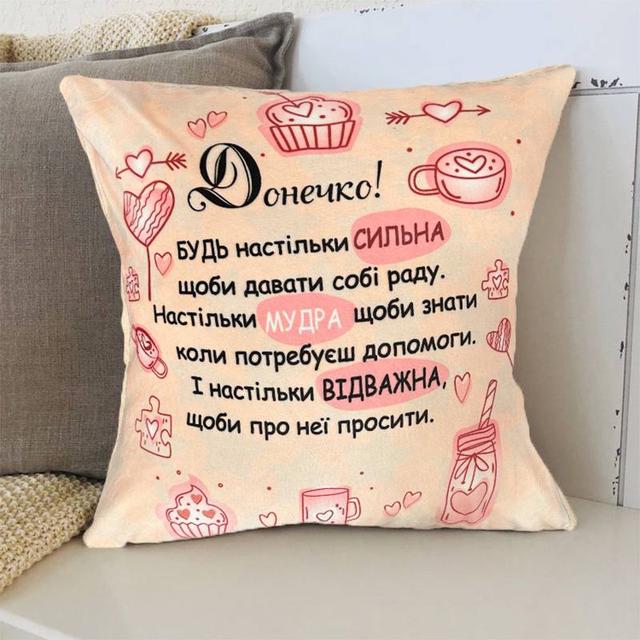 Донечко!
БУДЬ настільки СИЛЬНА
щоби давати собі раду.
Настільки МУДРА щоби знати
коли потребуєш допомоги.
І настільки ВІДВАЖНА,
щоби про неї просити.